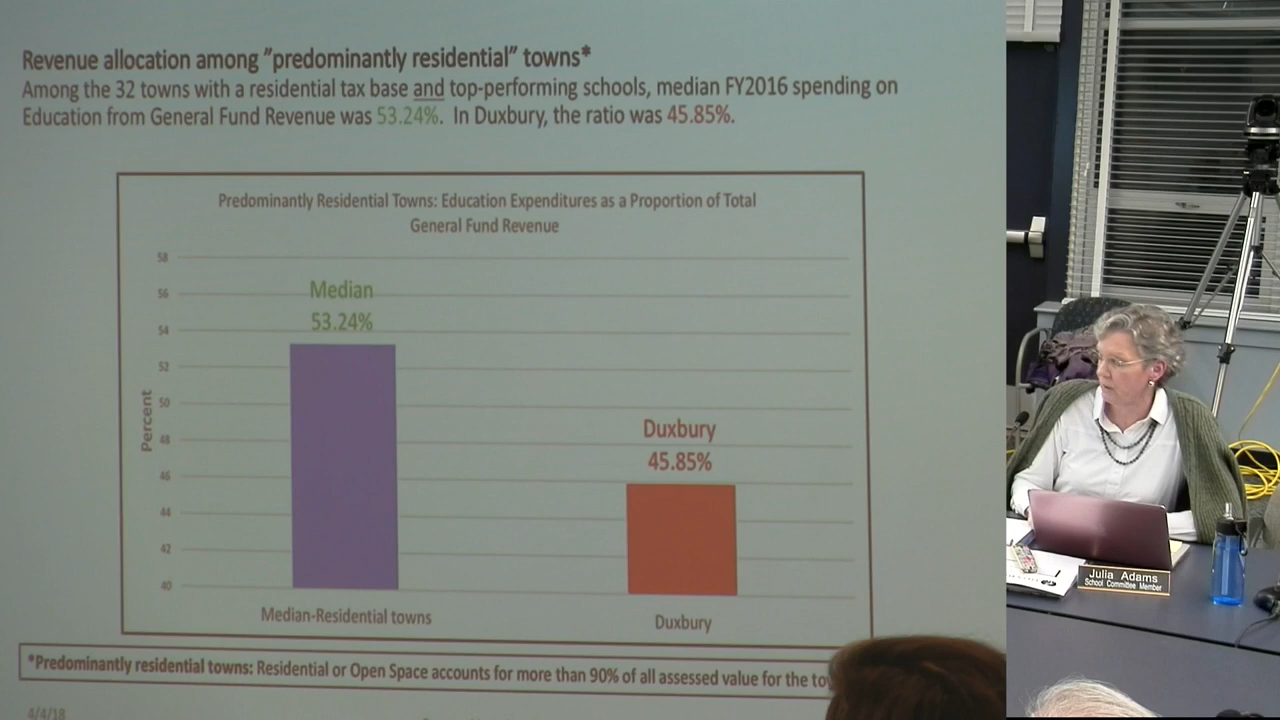 Revenue allocation among "predominantly residential" towns*
Among the 32 towns with a residential tax base and top-performing schools, median FY2016 spending on
Education from General Fund Revenue was 53.24%. In Duxbury, the ratio was 45.85%.
Predominantly Residential Towns: Education Expenditures as a Proportion of Total
General Fund Revenue
58
56
54
52
50
48
46
44
42
40
Percent
Median
53.24%
Duxbury
45.85%
Median-Residential towns
Duxbury
*Predominantly residential towns: Residential or Open Space accounts for more than 90% of all assessed value for the
4/4/18
Julia Adams
School Committee Member